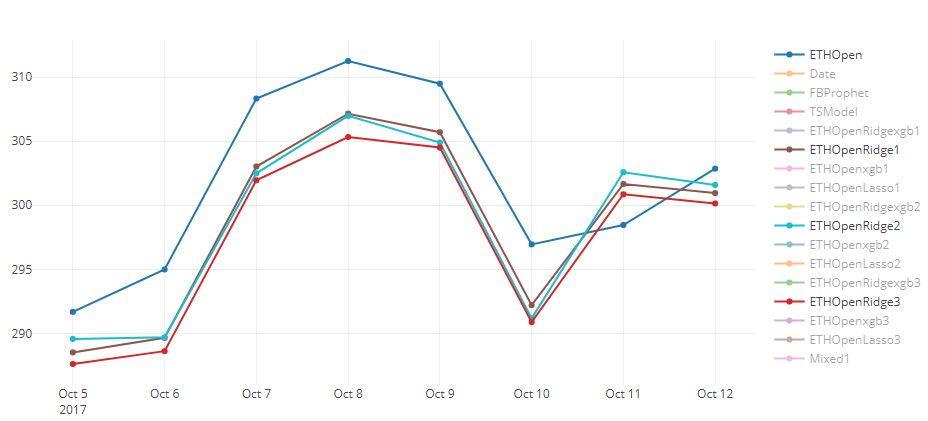 310
305
300
295
290
Oct 5
2017
Oct 6
Oct 7
Oct 8
Oct 9
Oct 10
Oct 11
Oct 12
ETHOpen
Date
FBProphet
TSModel
ETHOpenRidgexgb1
ETHOpenRidge1
ETHOpenxgb1
ETHOpenLasso1
ETHOpenRidgexgb2
ETHOpenRidge2
ETHOpenxgb2
ETHOpenLasso2
ETHOpenRidgexgb3
ETHOpenRidge3
ETHOpenxgb3
ETHOpenLasso3
Mixed1